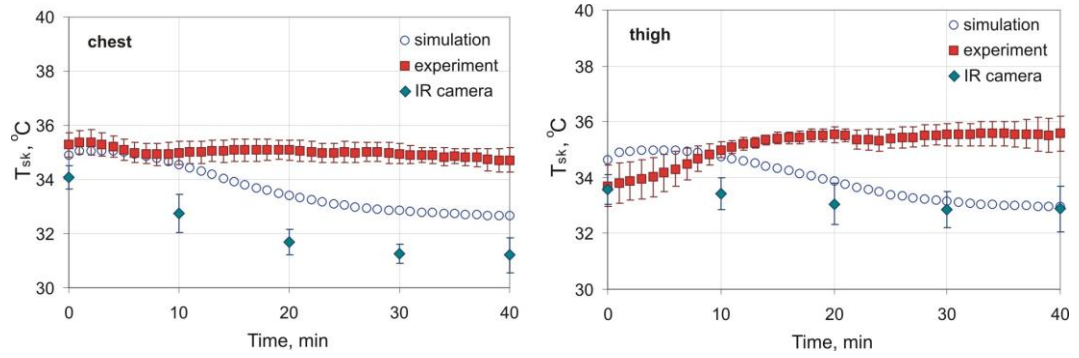 chest
simulation
experiment
IR camera
Tsk, °C
40
38
36
34
32
30
0 10 20 30 40
Time, min
thigh
simulation
experiment
IR camera
Tsk, °C
40
38
36
34
32
30
0 10 20 30 40
Time, min